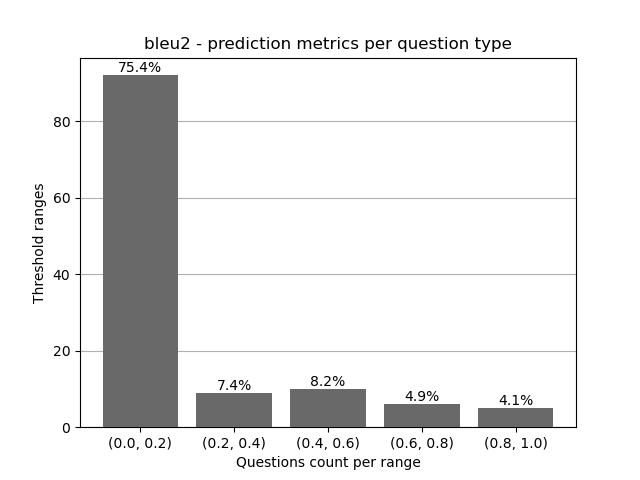 bleu2 - prediction metrics per question type
75.4%
80
60
Threshold ranges
40
20
8.2%
7.4%
4.9%
4.1%
0
(0.0, 0.2) (0.2, 0.4) (0.4, 0.6) (0.6, 0.8) (0.8, 1.0)
Questions count per range